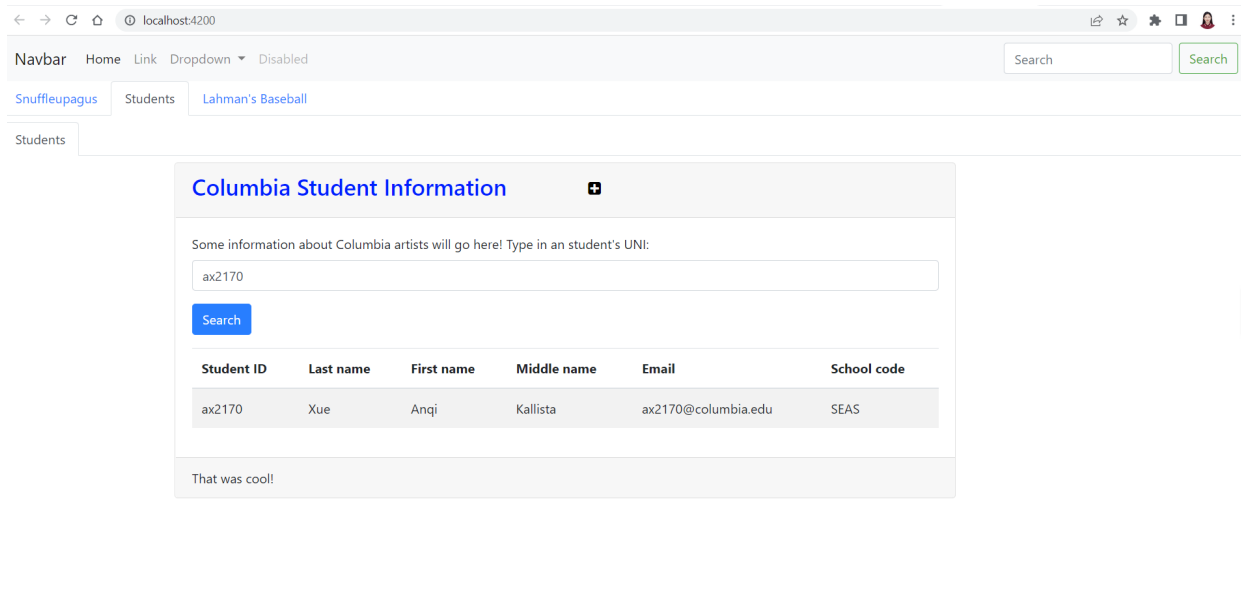 localhost:4200
Navbar Home Link Dropdown Disabled Search Search
Snuffleupagus Students Lahman's Baseball
Students
Columbia Student Information
Some information about Columbia artists will go here! Type in an student's UNI:
ax2170
Search
Student ID Last name First name Middle name Email School code
ax2170 Xue Anqi Kallista ax2170@columbia.edu SEAS
That was cool!